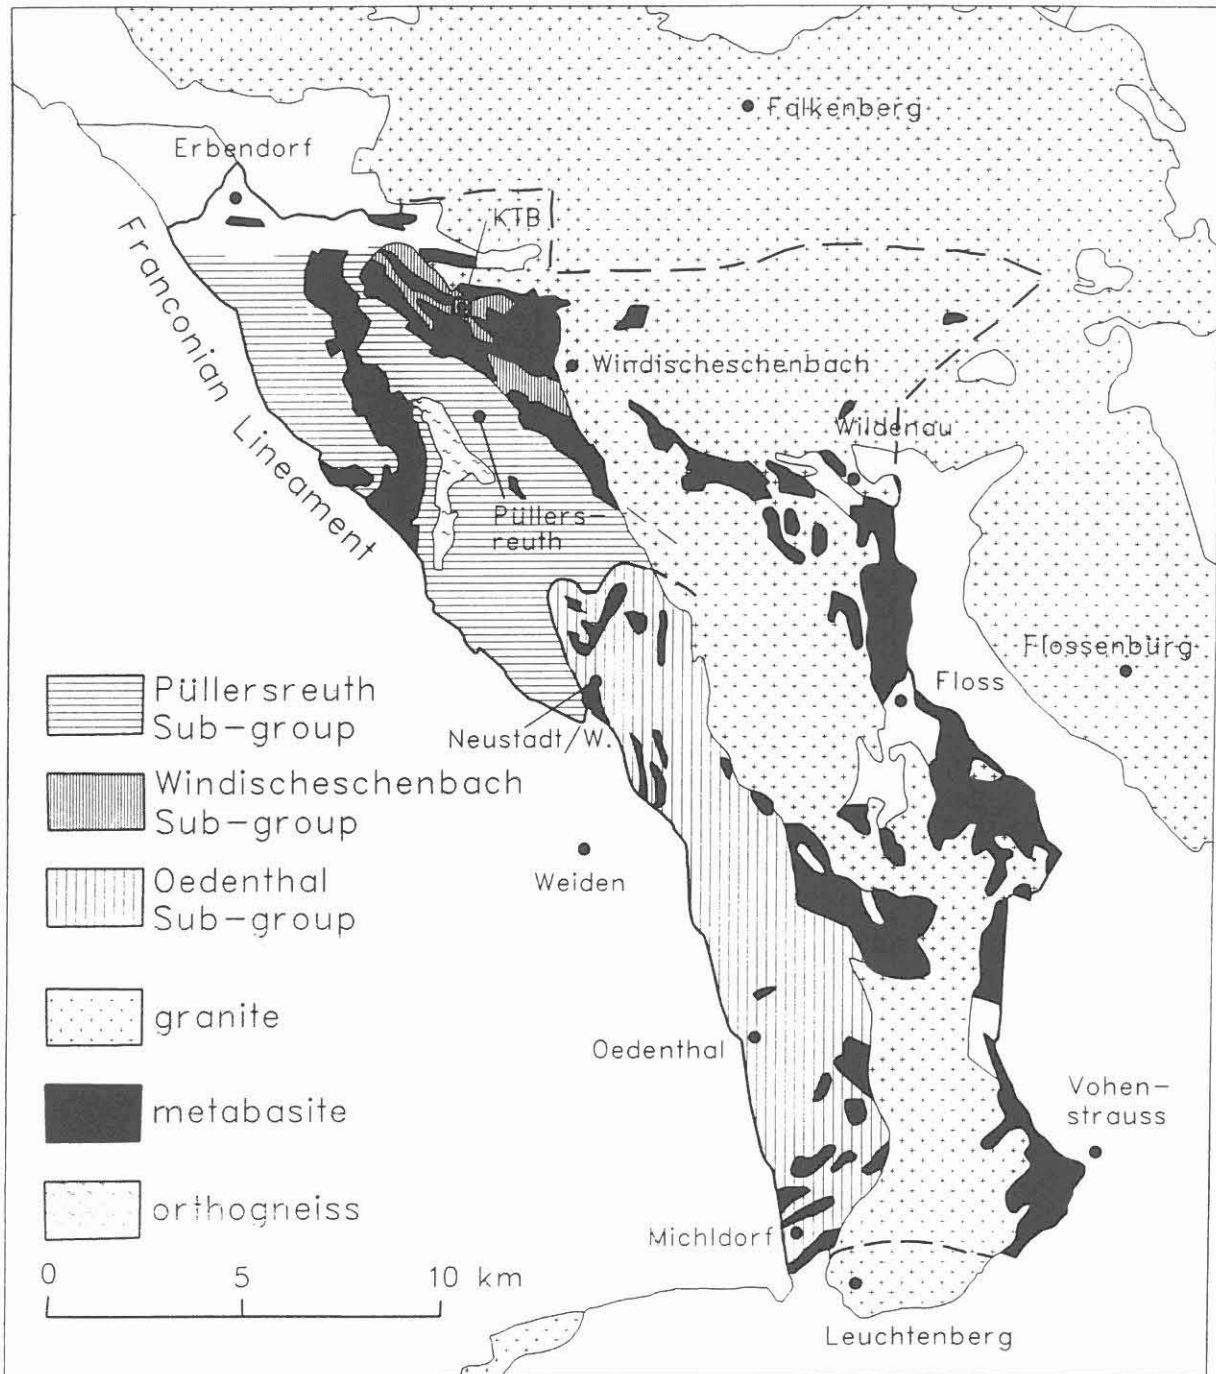 Falkenberg
Erbendorf
KTB
Franconian Lineament
Windischeschenbach
Wildenau
Püllers-
reuth
Flossenbürg
Floss
Püllersreuth
Sub-group
Neustadt/W.
Windischeschenbach
Sub-group
Weiden
Oedenthal
Sub-group
granite
Oedenthal
metabasite
Vohen-
strauss
orthogneiss
Michldorf
0 5 10 km
Leuchtenberg